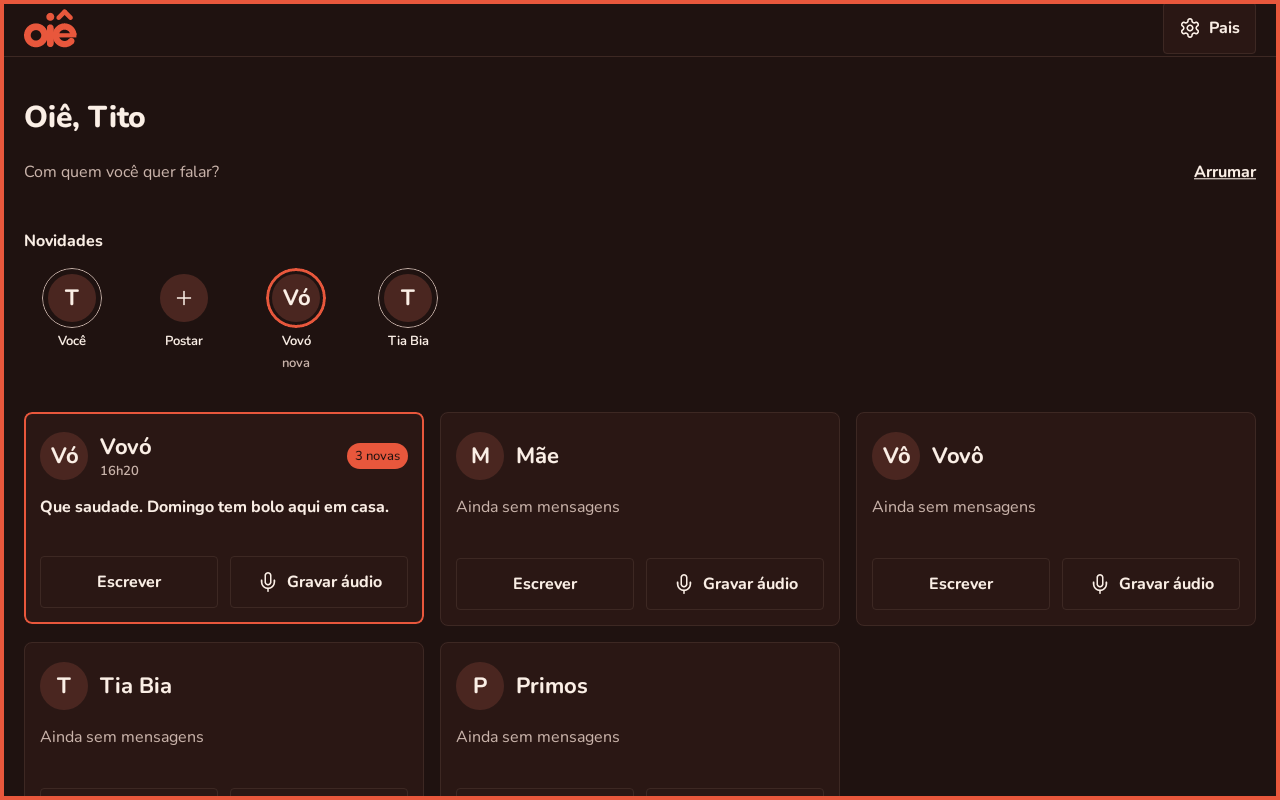 oiê
Pais
Oiê, Tito
Com quem você quer falar?
Arrumar
Novidades
T
Vó
T
Você
Postar
Vovó
Tia Bia
nova
Vó
Vovó
16h20
3 novas
Que saudade. Domingo tem bolo aqui em casa.
Escrever
Gravar áudio
M
Mãe
Ainda sem mensagens
Escrever
Gravar áudio
Vô
Vovô
Ainda sem mensagens
Escrever
Gravar áudio
T
Tia Bia
Ainda sem mensagens
P
Primos
Ainda sem mensagens